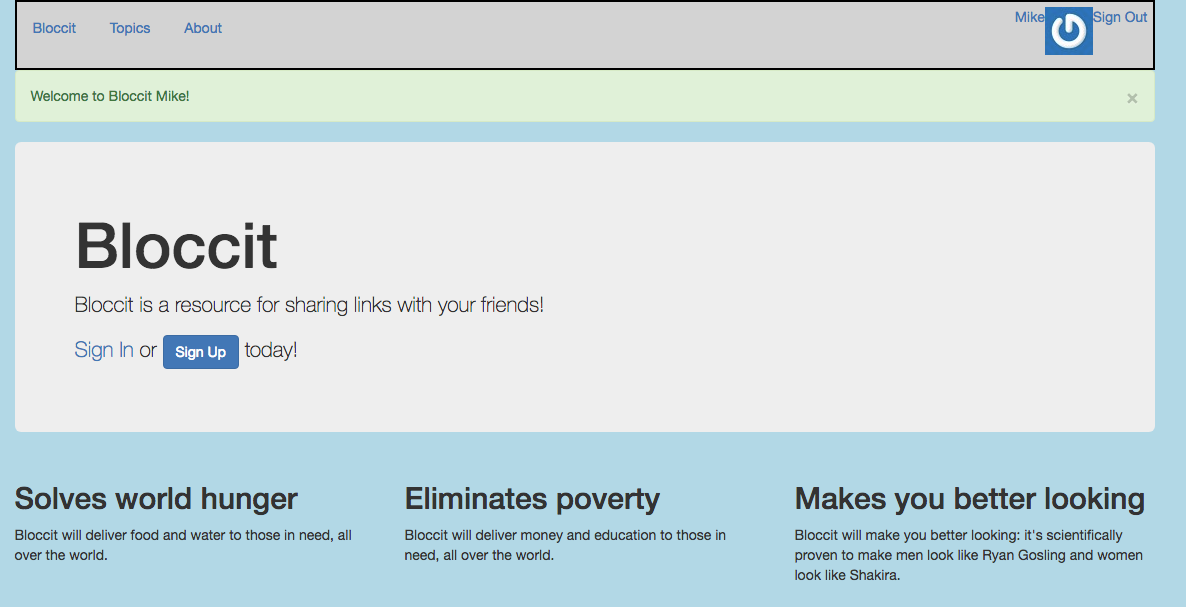 Bloccit Topics About Mike Sign Out
Welcome to Bloccit Mike! ×
Bloccit
Bloccit is a resource for sharing links with your friends!
Sign In or Sign Up today!
Solves world hunger
Bloccit will deliver food and water to those in need, all
over the world.
Eliminates poverty
Bloccit will deliver money and education to those in
need, all over the world.
Makes you better looking
Bloccit will make you better looking: it's scientifically
proven to make men look like Ryan Gosling and women
look like Shakira.